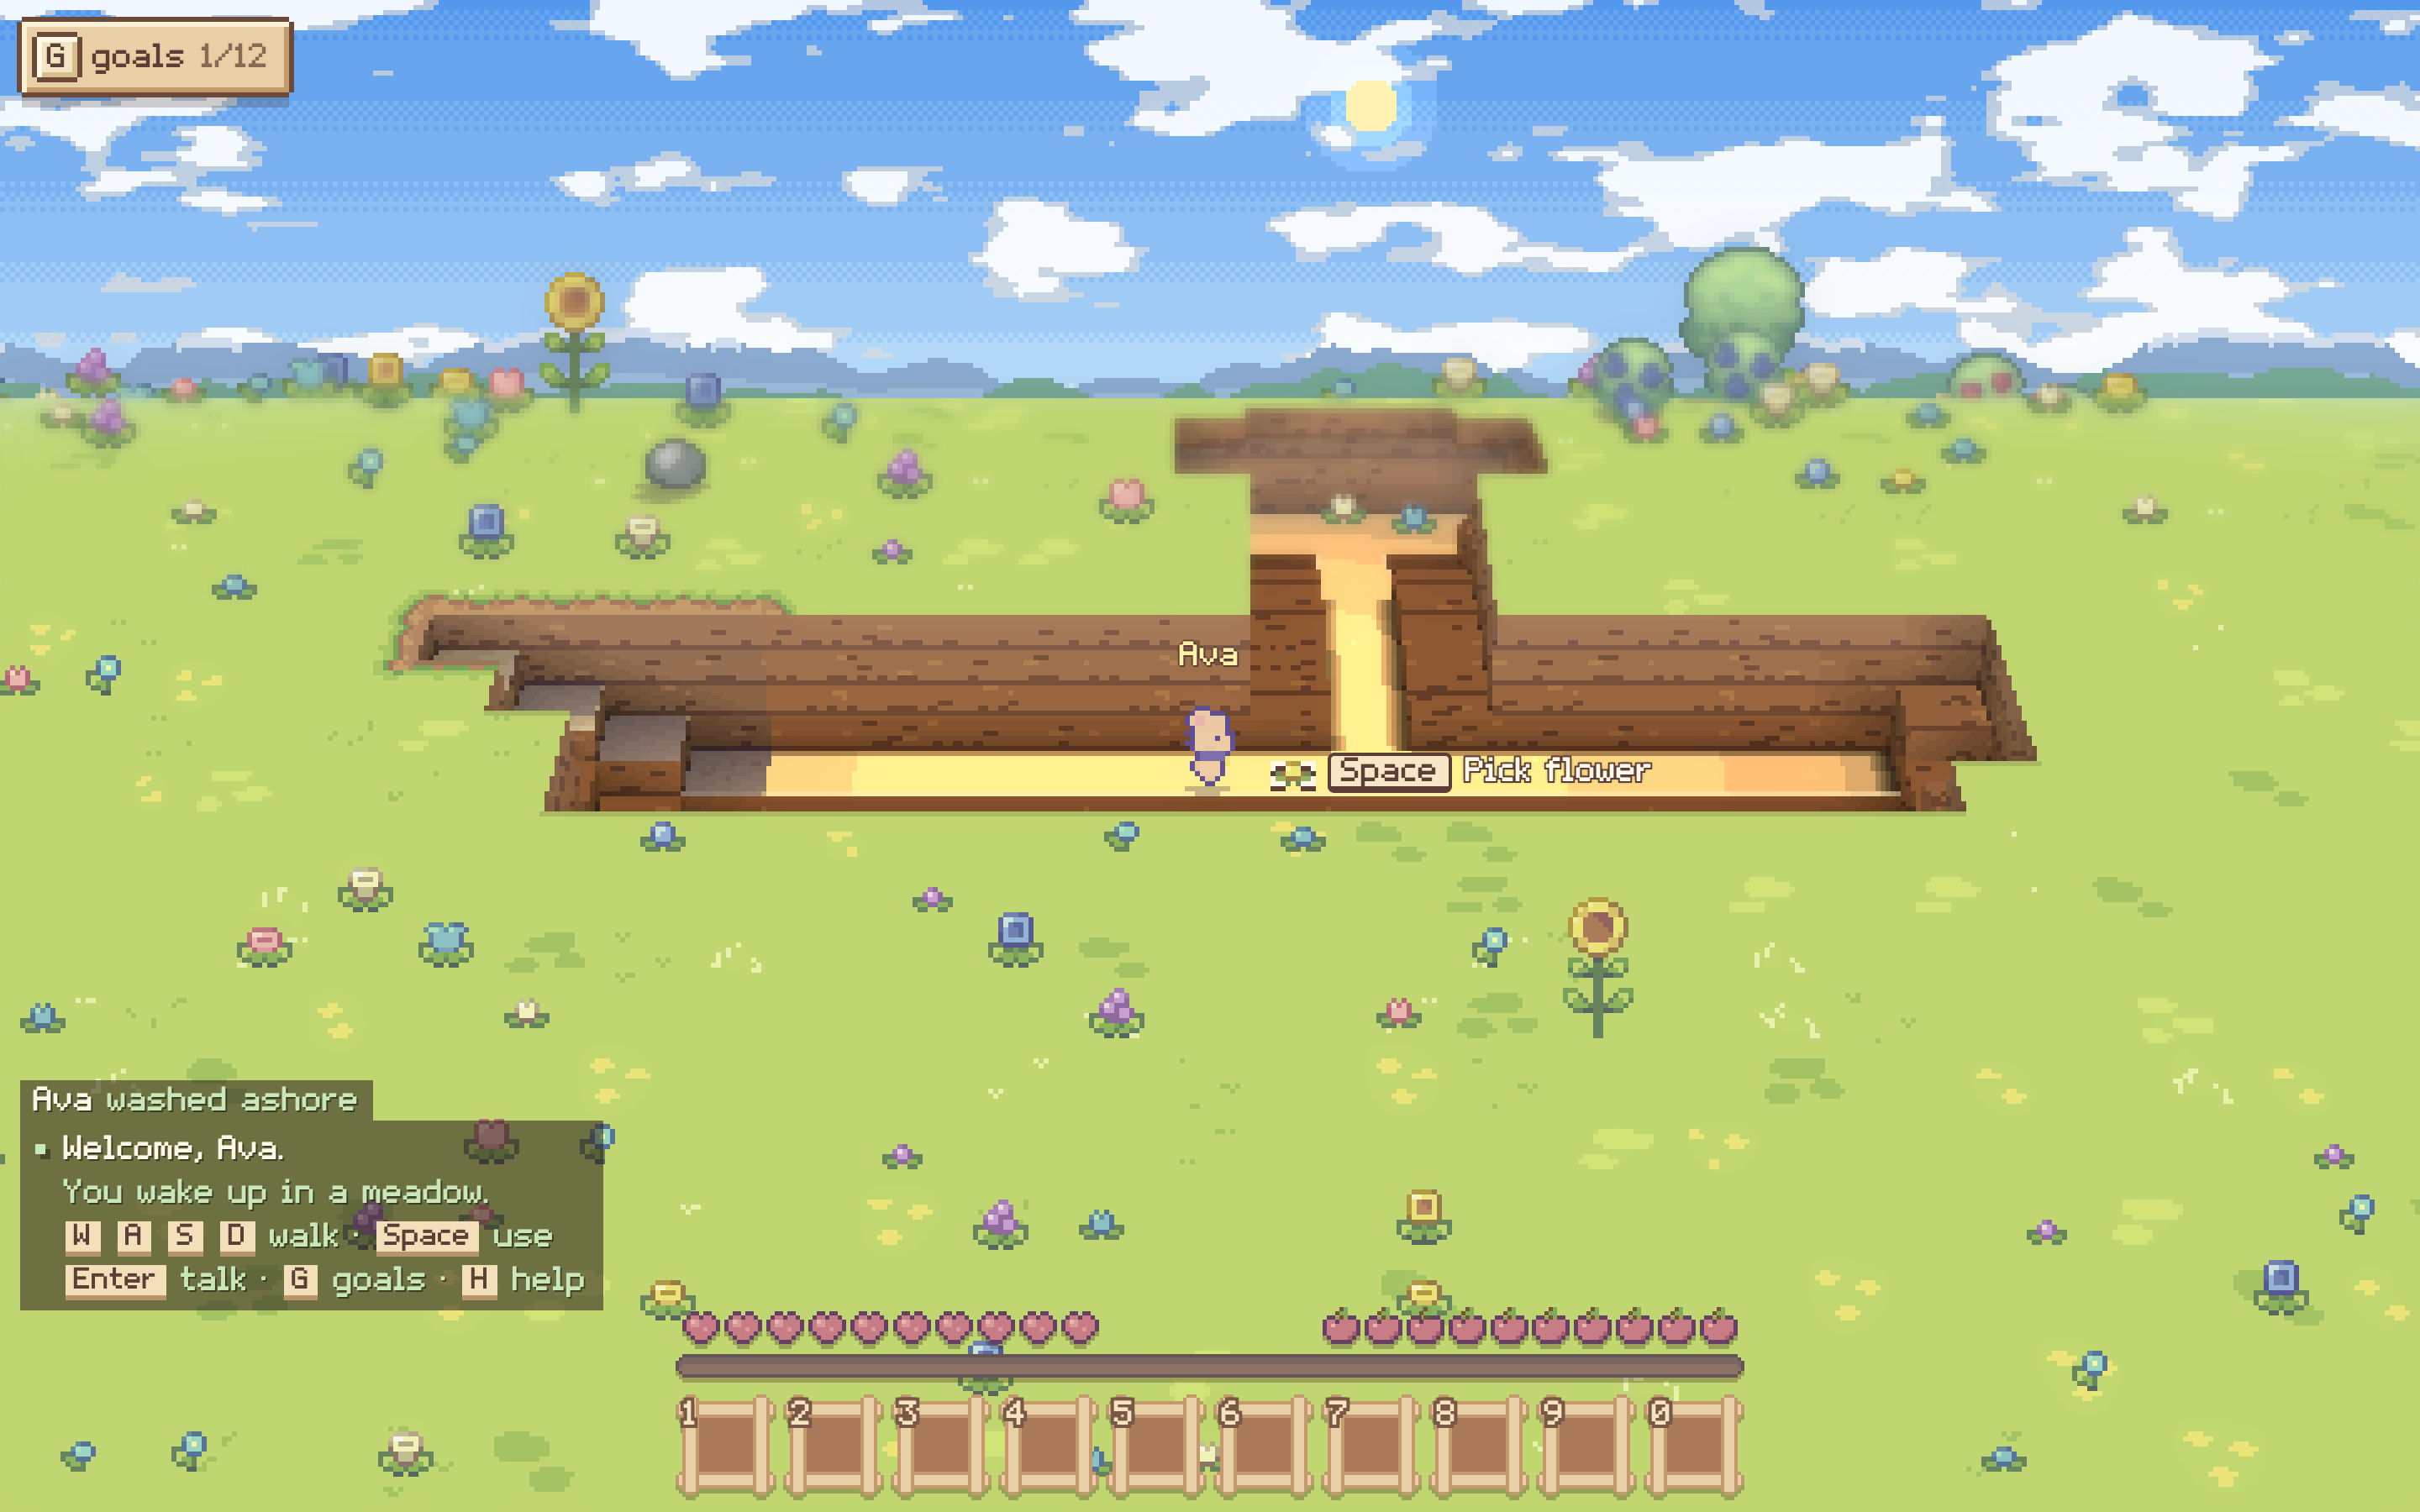 G goals 1/12
Ava
Space Pick flower
Ava washed ashore
Welcome, Ava.
You wake up in a meadow.
W A S D walk · Space use
Enter talk · G goals · H help
1 2 3 4 5 6 7 8 9 0